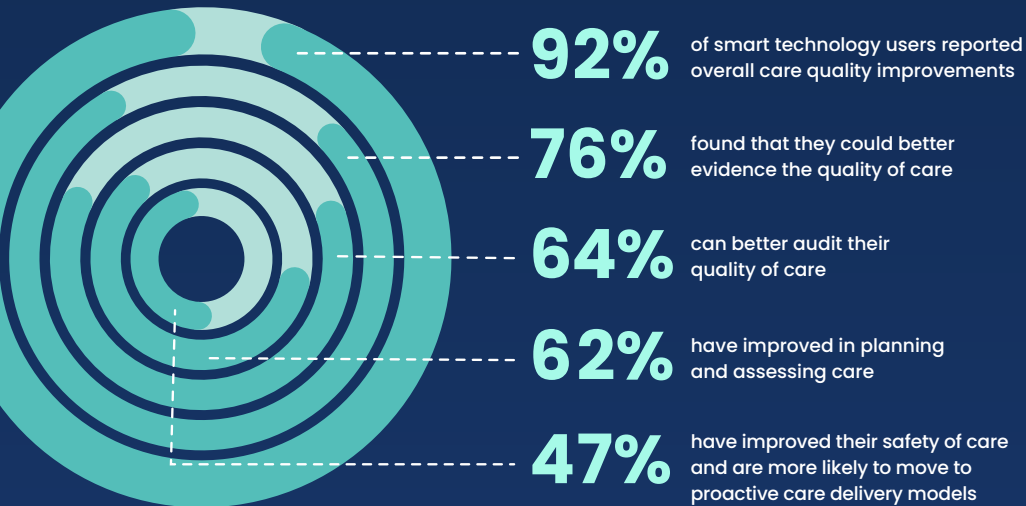 92%
of smart technology users reported
overall care quality improvements
76%
found that they could better
evidence the quality of care
64%
can better audit their
quality of care
62%
have improved in planning
and assessing care
47%
have improved their safety of care
and are more likely to move to
proactive care delivery models